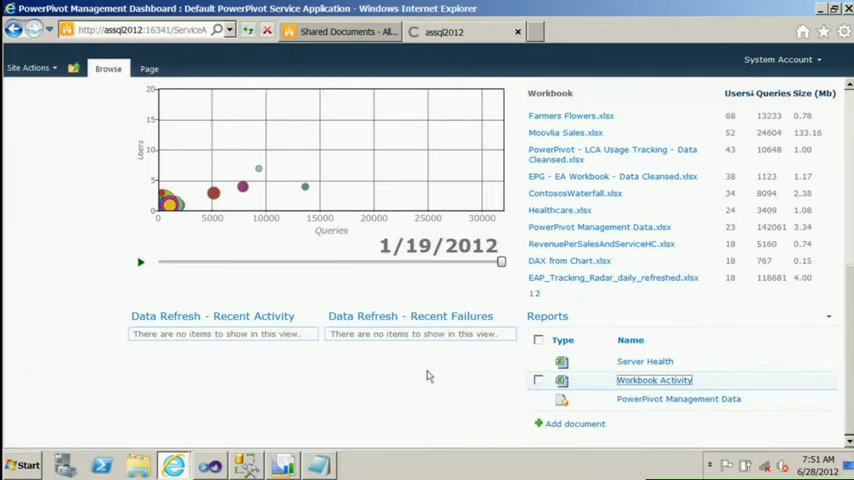 PowerPivot Management Dashboard : Default PowerPivot Service Application - Windows Internet Explorer
http://assql2012:16341/ServiceA
Shared Documents - All...
assql2012
Site Actions
Browse
Page
System Account
20
15
10
5
0
Users
0
5000
10000
15000
20000
25000
30000
Queries
1/19/2012
Workbook Users Queries Size (Mb)
Farmers Flowers.xlsx 68 13233 0.78
Moovlia Sales.xlsx 52 24604 133.16
PowerPivot - LCA Usage Tracking - Data Cleansed.xlsx 43 10648 1.00
EPG - EA Workbook - Data Cleansed.xlsx 38 1123 1.17
ContososWaterfall.xlsx 34 8094 2.38
Healthcare.xlsx 24 3409 1.08
PowerPivot Management Data.xlsx 23 142061 3.34
RevenuePerSalesAndServiceHC.xlsx 18 5160 0.74
DAX from Chart.xlsx 18 767 0.15
EAP_Tracking_Radar_daily_refreshed.xlsx 18 118681 4.00
1 2
Data Refresh - Recent Activity
There are no items to show in this view.
Data Refresh - Recent Failures
There are no items to show in this view.
Reports
Type Name
Server Health
Workbook Activity
PowerPivot Management Data
Add document
Start
7:51 AM
6/28/2012